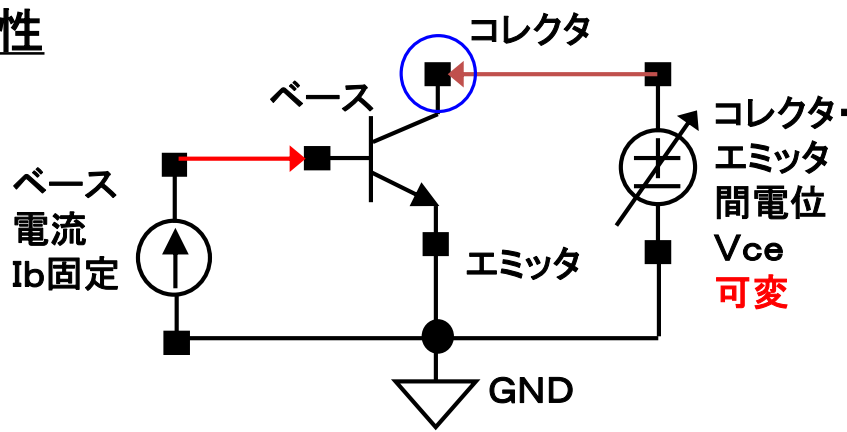 性
コレクタ
ベース
ベース
電流
Ib固定
エミッタ
コレクター
エミッタ
間電位
Vce
可変
GND